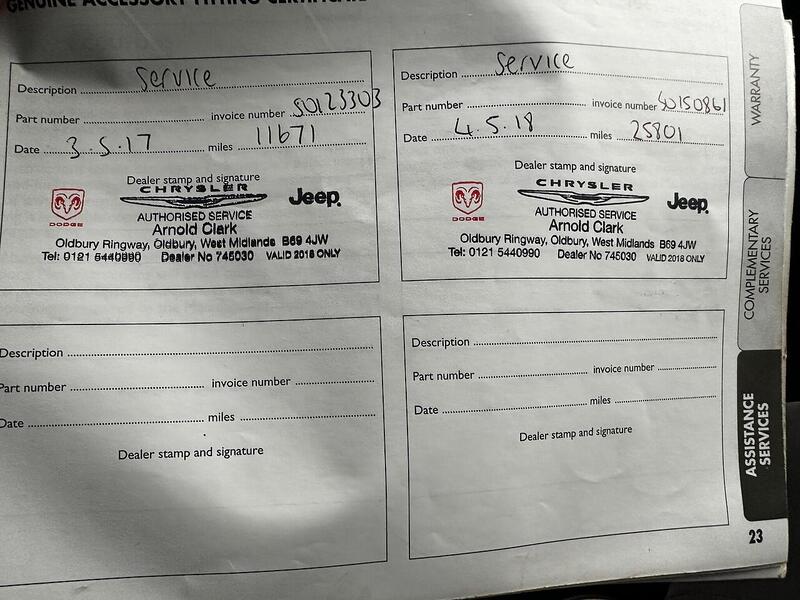 GENUINE ACCESSORY FITTING CERTIFICATE
Description service
Part number invoice number SO123303
Date 3.5.17 miles 11671
Dealer stamp and signature
DODGE
CHRYSLER
Jeep
AUTHORISED SERVICE
Arnold Clark
Oldbury Ringway, Oldbury, West Midlands B69 4JW
Tel: 0121 5440990 Dealer No 745030 VALID 2018 ONLY
Description service
Part number invoice number SO150861
Date 4.5.18 miles 25801
Dealer stamp and signature
DODGE
CHRYSLER
Jeep
AUTHORISED SERVICE
Arnold Clark
Oldbury Ringway, Oldbury, West Midlands B69 4JW
Tel: 0121 5440990 Dealer No 745030 VALID 2018 ONLY
Description
Part number invoice number
Date miles
Dealer stamp and signature
Description
Part number invoice number
Date miles
Dealer stamp and signature
WARRANTY
COMPLEMENTARY
SERVICES
ASSISTANCE
SERVICES
23